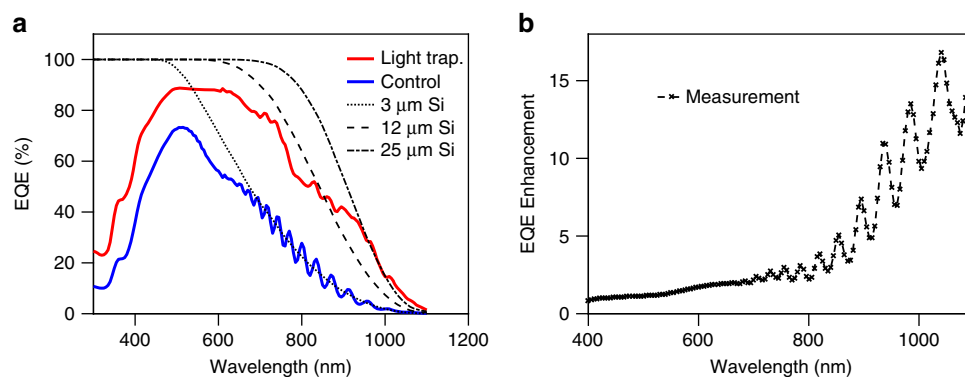 a
EQE (%)
100
80
60
40
20
0
400
600
800
1000
1200
Wavelength (nm)
Light trap.
Control
3 μm Si
12 μm Si
25 μm Si
b
EQE Enhancement
15
10
5
0
400
600
800
1000
Wavelength (nm)
Measurement